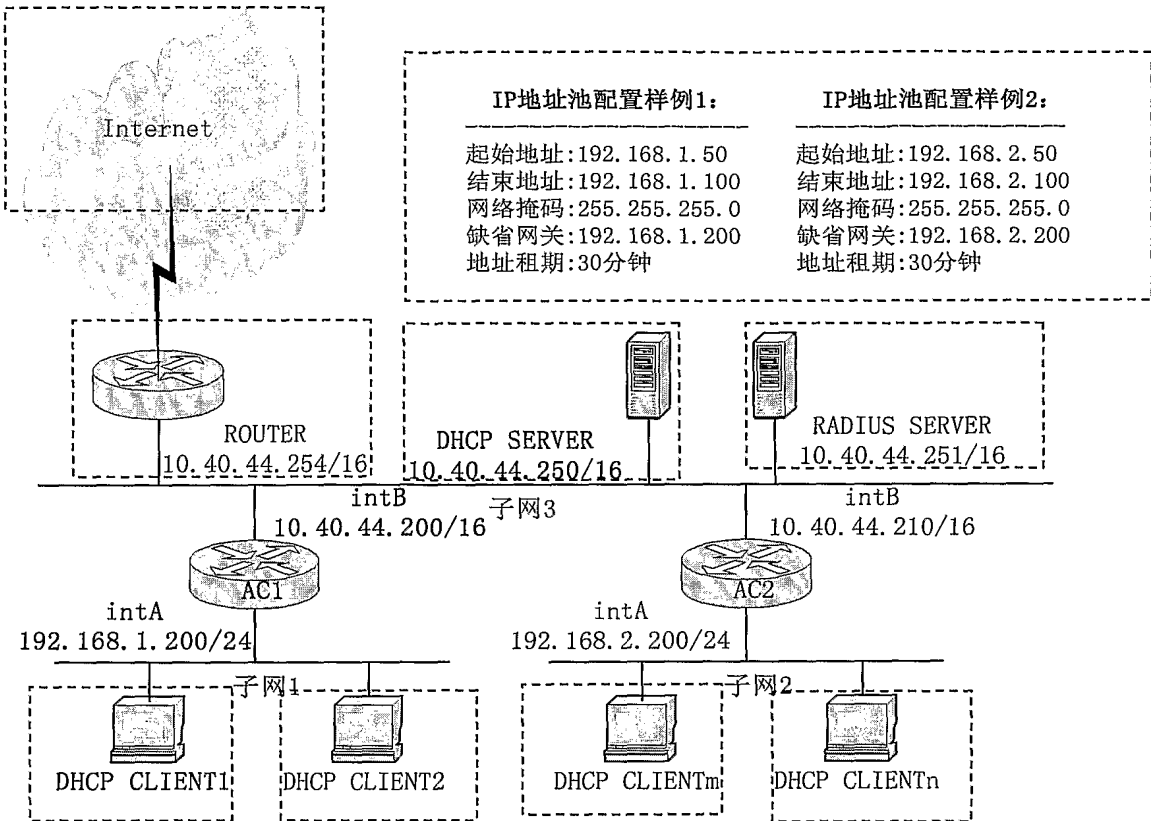 Internet
IP地址池配置样例1:
起始地址:192.168.1.50
结束地址:192.168.1.100
网络掩码:255.255.255.0
缺省网关:192.168.1.200
地址租期:30分钟
IP地址池配置样例2:
起始地址:192.168.2.50
结束地址:192.168.2.100
网络掩码:255.255.255.0
缺省网关:192.168.2.200
地址租期:30分钟
ROUTER
10.40.44.254/16
DHCP SERVER
10.40.44.250/16
RADIUS SERVER
10.40.44.251/16
intB
10.40.44.200/16
子网3
intB
10.40.44.210/16
AC1
AC2
intA
192.168.1.200/24
intA
192.168.2.200/24
子网1
子网2
DHCP CLIENT1
DHCP CLIENT2
DHCP CLIENTm
DHCP CLIENTn